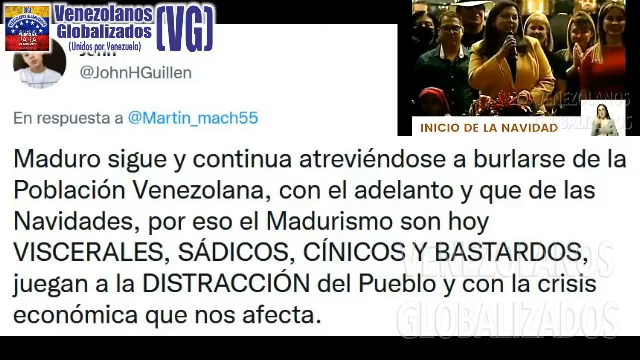 Venezolanos
Globalizados
(Unidos por Venezuela)
(VG)
@JohnHGuillen
En respuesta a @Martin_mach55
INICIO DE LA NAVIDAD
Maduro sigue y continua atreviéndose a burlarse de la
Población Venezolana, con el adelanto y que de las
Navidades, por eso el Madurismo son hoy
VISCERALES, SÁDICOS, CÍNICOS Y BASTARDOS,
juegan a la DISTRACCIÓN del Pueblo y con la crisis
económica que nos afecta.
VENEZOLANOS
GLOBALIZADOS
VENEZOLANOS
GLOBALIZADOS